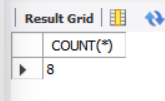 Result Grid
COUNT(*)
8